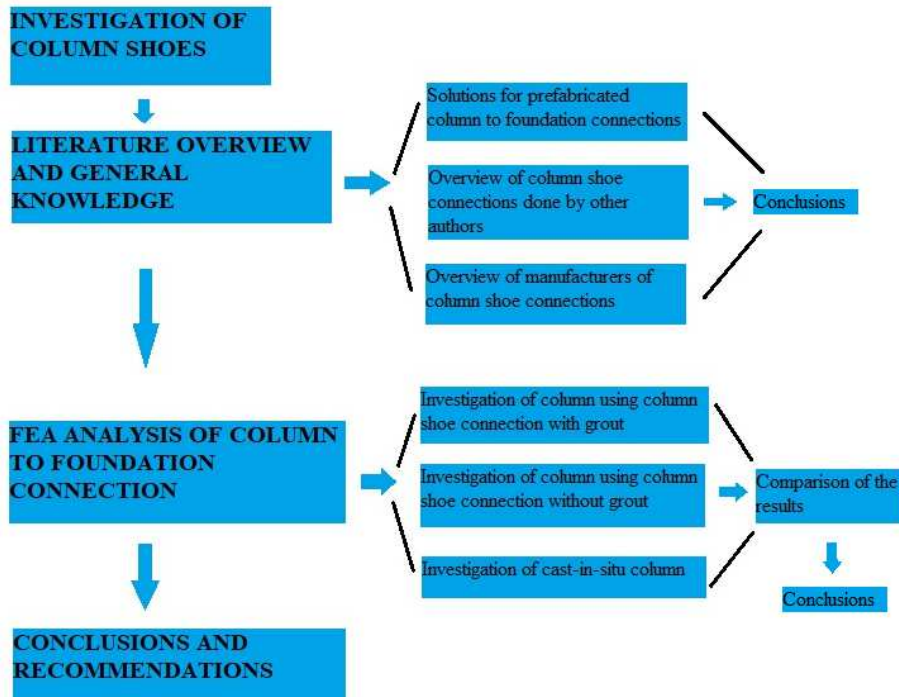 INVESTIGATION OF
COLUMN SHOES
LITERATURE OVERVIEW
AND GENERAL
KNOWLEDGE
Solutions for prefabricated
column to foundation connections
Overview of column shoe
connections done by other
authors
Overview of manufacturers of
column shoe connections
Conclusions
FEA ANALYSIS OF COLUMN
TO FOUNDATION
CONNECTION
Investigation of column using column
shoe connection with grout
Investigation of column using column
shoe connection without grout
Investigation of cast-in-situ column
Comparison of the
results
Conclusions
CONCLUSIONS AND
RECOMMENDATIONS